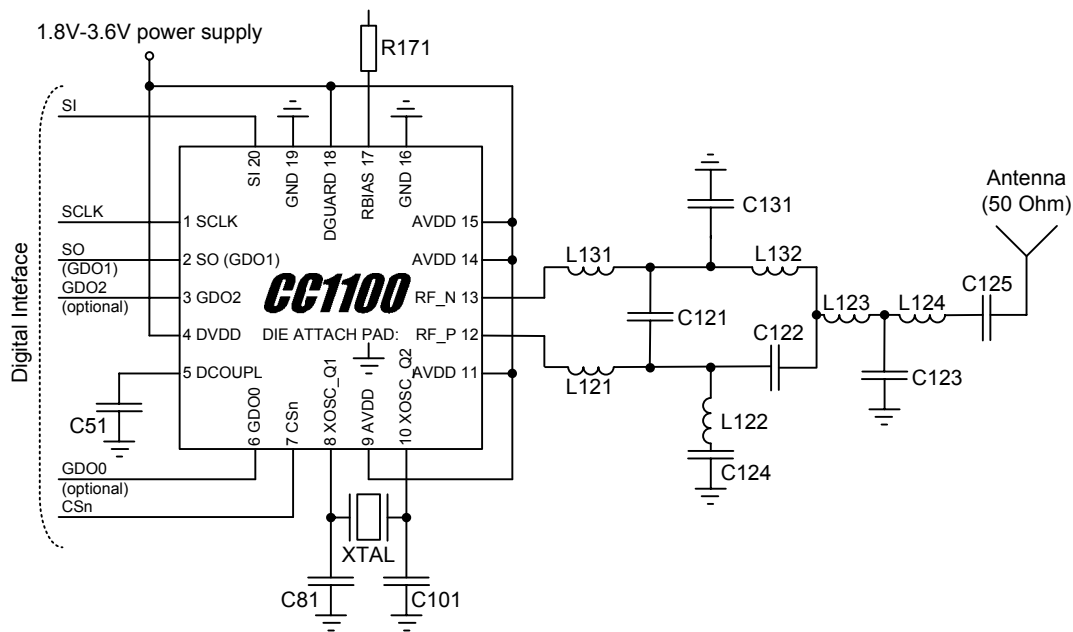 1.8V-3.6V power supply
R171
Digital Inteface
SI
SCLK
SO
(GDO1)
GDO2
(optional)
GDO0
(optional)
CSn
SI 20
GND 19
DGUARD 18
RBIAS 17
GND 16
1 SCLK
2 SO (GDO1)
3 GDO2
4 DVDD
5 DCOUPL
CC1100
DIE ATTACH PAD:
AVDD 15
AVDD 14
RF_N 13
RF_P 12
AVDD 11
6 GDO0
7 CSn
8 XOSC_Q1
9 AVDD
10 XOSC_Q2
C51
XTAL
C81
C101
L131
C131
L132
C121
L121
C122
L122
C124
L123
L124
C123
C125
Antenna
(50 Ohm)